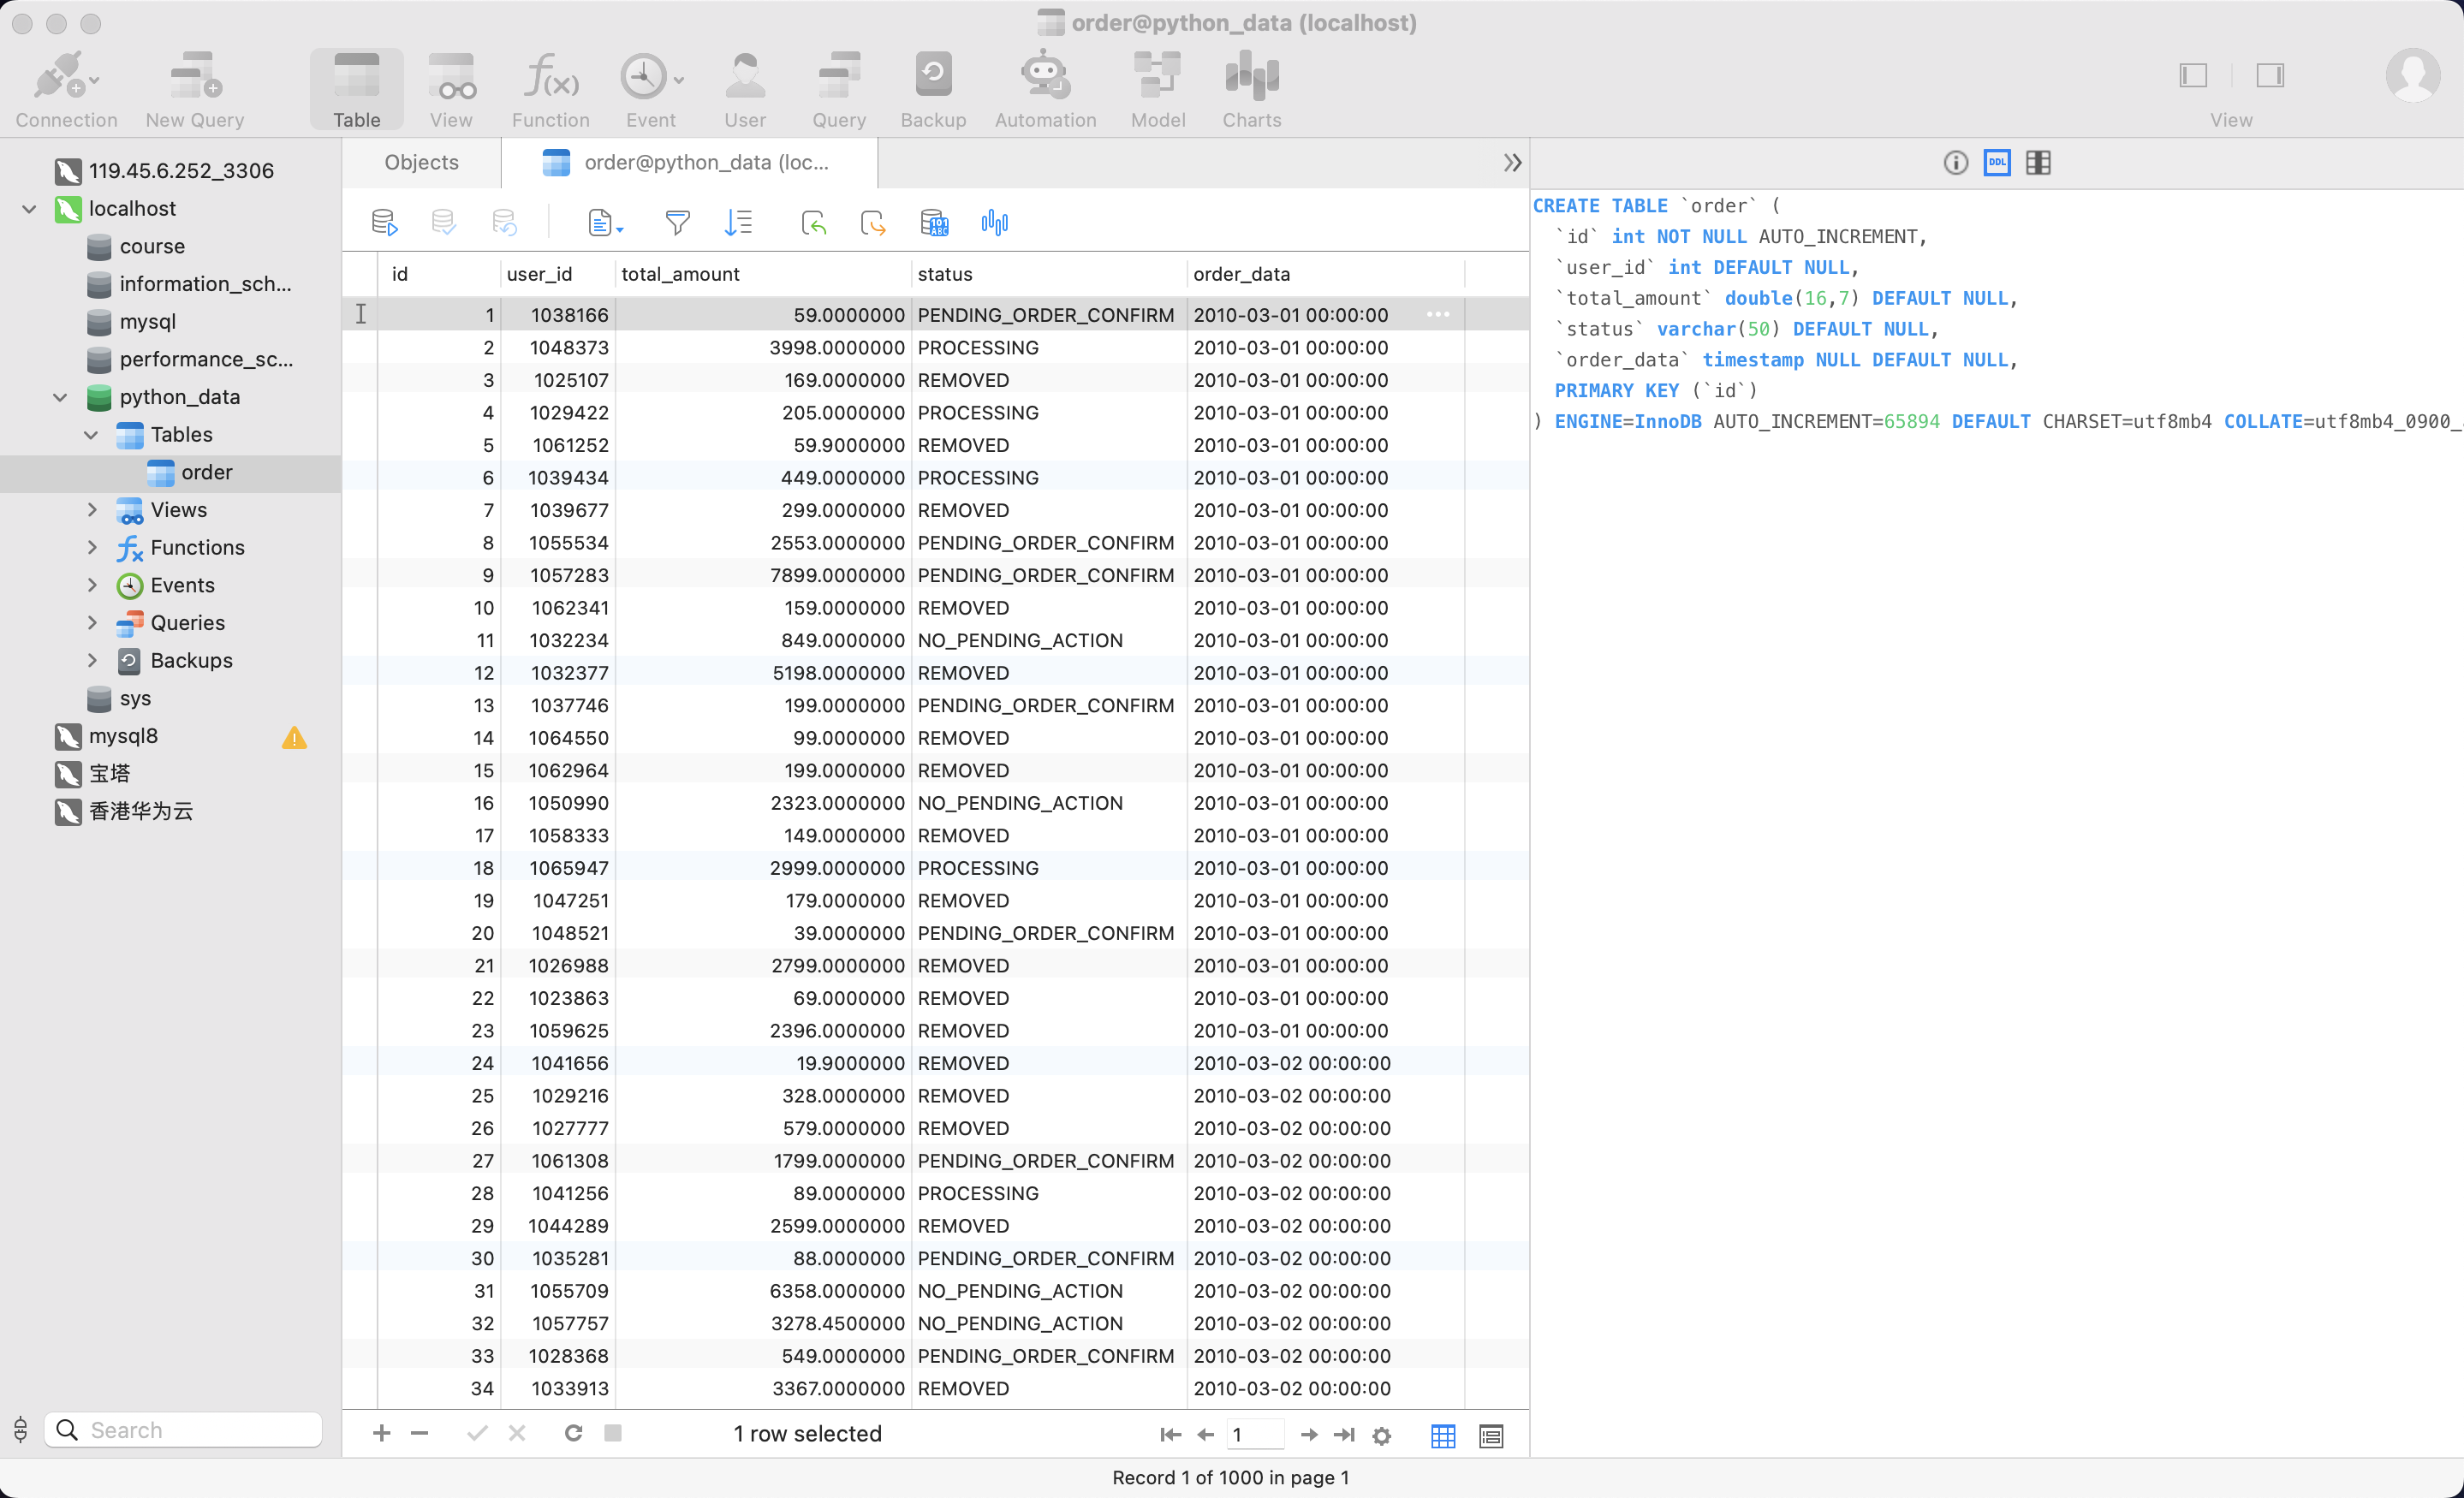 order@python_data (localhost)
Connection New Query Table View Function Event User Query Backup Automation Model Charts View
119.45.6.252_3306
localhost
course
information_sch...
mysql
performance_sc...
python_data
Tables
order
Views
Functions
Events
Queries
Backups
sys
mysql8
宝塔
香港华为云
Search
Objects order@python_data (loc...
id user_id total_amount status order_data
1 1038166 59.0000000 PENDING_ORDER_CONFIRM 2010-03-01 00:00:00
2 1048373 3998.0000000 PROCESSING 2010-03-01 00:00:00
3 1025107 169.0000000 REMOVED 2010-03-01 00:00:00
4 1029422 205.0000000 PROCESSING 2010-03-01 00:00:00
5 1061252 59.9000000 REMOVED 2010-03-01 00:00:00
6 1039434 449.0000000 PROCESSING 2010-03-01 00:00:00
7 1039677 299.0000000 REMOVED 2010-03-01 00:00:00
8 1055534 2553.0000000 PENDING_ORDER_CONFIRM 2010-03-01 00:00:00
9 1057283 7899.0000000 PENDING_ORDER_CONFIRM 2010-03-01 00:00:00
10 1062341 159.0000000 REMOVED 2010-03-01 00:00:00
11 1032234 849.0000000 NO_PENDING_ACTION 2010-03-01 00:00:00
12 1032377 5198.0000000 REMOVED 2010-03-01 00:00:00
13 1037746 199.0000000 PENDING_ORDER_CONFIRM 2010-03-01 00:00:00
14 1064550 99.0000000 REMOVED 2010-03-01 00:00:00
15 1062964 199.0000000 REMOVED 2010-03-01 00:00:00
16 1050990 2323.0000000 NO_PENDING_ACTION 2010-03-01 00:00:00
17 1058333 149.0000000 REMOVED 2010-03-01 00:00:00
18 1065947 2999.0000000 PROCESSING 2010-03-01 00:00:00
19 1047251 179.0000000 REMOVED 2010-03-01 00:00:00
20 1048521 39.0000000 PENDING_ORDER_CONFIRM 2010-03-01 00:00:00
21 1026988 2799.0000000 REMOVED 2010-03-01 00:00:00
22 1023863 69.0000000 REMOVED 2010-03-01 00:00:00
23 1059625 2396.0000000 REMOVED 2010-03-01 00:00:00
24 1041656 19.9000000 REMOVED 2010-03-02 00:00:00
25 1029216 328.0000000 REMOVED 2010-03-02 00:00:00
26 1027777 579.0000000 REMOVED 2010-03-02 00:00:00
27 1061308 1799.0000000 PENDING_ORDER_CONFIRM 2010-03-02 00:00:00
28 1041256 89.0000000 PROCESSING 2010-03-02 00:00:00
29 1044289 2599.0000000 REMOVED 2010-03-02 00:00:00
30 1035281 88.0000000 PENDING_ORDER_CONFIRM 2010-03-02 00:00:00
31 1055709 6358.0000000 NO_PENDING_ACTION 2010-03-02 00:00:00
32 1057757 3278.4500000 NO_PENDING_ACTION 2010-03-02 00:00:00
33 1028368 549.0000000 PENDING_ORDER_CONFIRM 2010-03-02 00:00:00
34 1033913 3367.0000000 REMOVED 2010-03-02 00:00:00
1 row selected 1
DDL
CREATE TABLE `order` (
`id` int NOT NULL AUTO_INCREMENT,
`user_id` int DEFAULT NULL,
`total_amount` double(16,7) DEFAULT NULL,
`status` varchar(50) DEFAULT NULL,
`order_data` timestamp NULL DEFAULT NULL,
PRIMARY KEY (`id`)
) ENGINE=InnoDB AUTO_INCREMENT=65894 DEFAULT CHARSET=utf8mb4 COLLATE=utf8mb4_0900_
Record 1 of 1000 in page 1